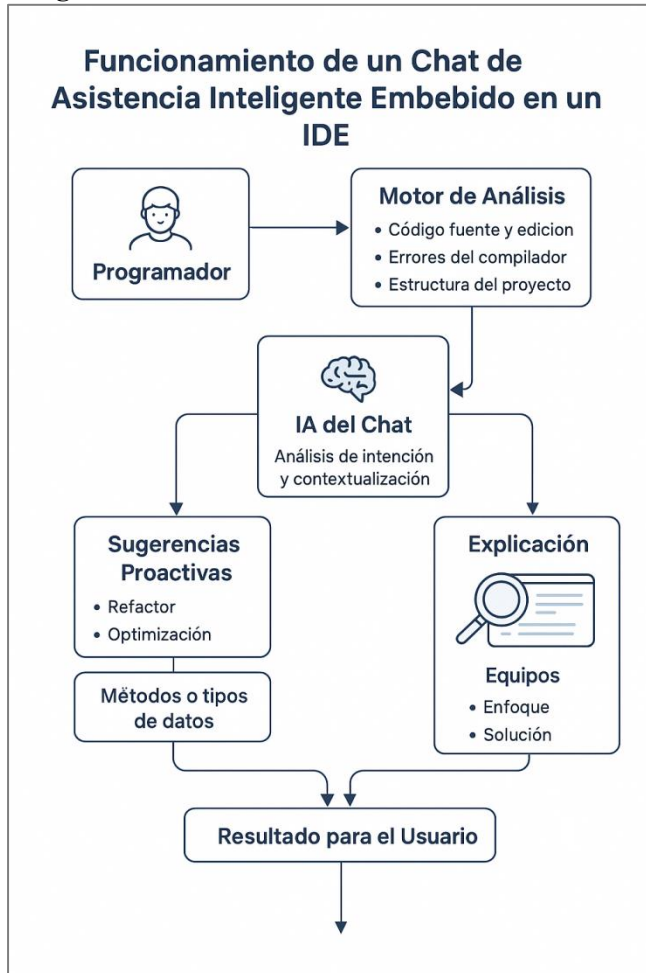 Funcionamiento de un Chat de
Asistencia Inteligente Embebido en un
IDE
Programador
Motor de Análisis
• Código fuente y edicion
• Errores del compilador
• Estructura del proyecto
IA del Chat
Análisis de intención
y contextualización
Sugerencias
Proactivas
• Refactor
• Optimización
Mëtodos o tipos
de datos
Explicación
Equipos
• Enfoque
• Solución
Resultado para el Usuario